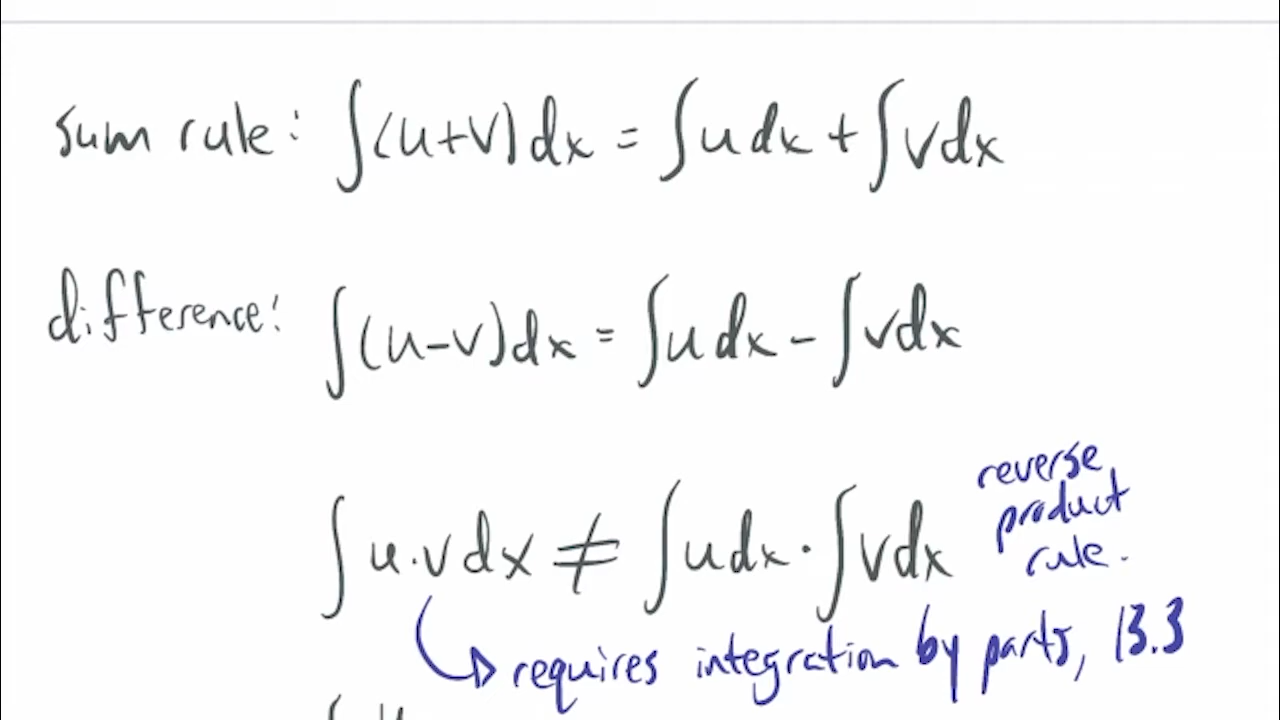 sum rule: ∫(u+v)dx = ∫u dx + ∫v dx
difference: ∫(u-v)dx = ∫u dx - ∫v dx
∫u·v dx ≠ ∫u dx · ∫v dx
reverse
product
rule.
requires integration by parts, 13.3
∫ u